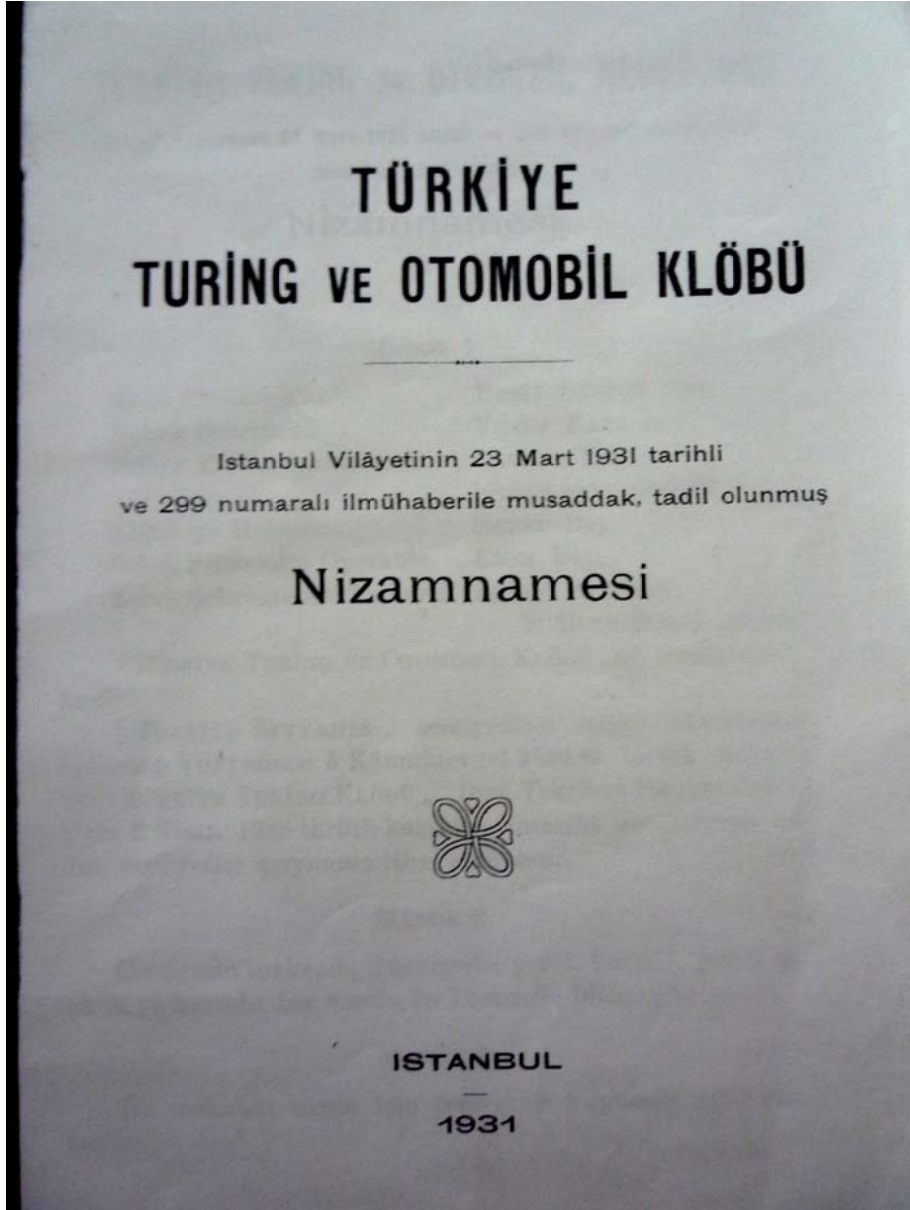 TÜRKİYE
TURİNG VE OTOMOBİL KLÖBÜ
Istanbul Vilâyetinin 23 Mart 1931 tarihli
ve 299 numaralı ilmühaberile musaddak, tadil olunmuş
Nizamnamesi
ISTANBUL
1931